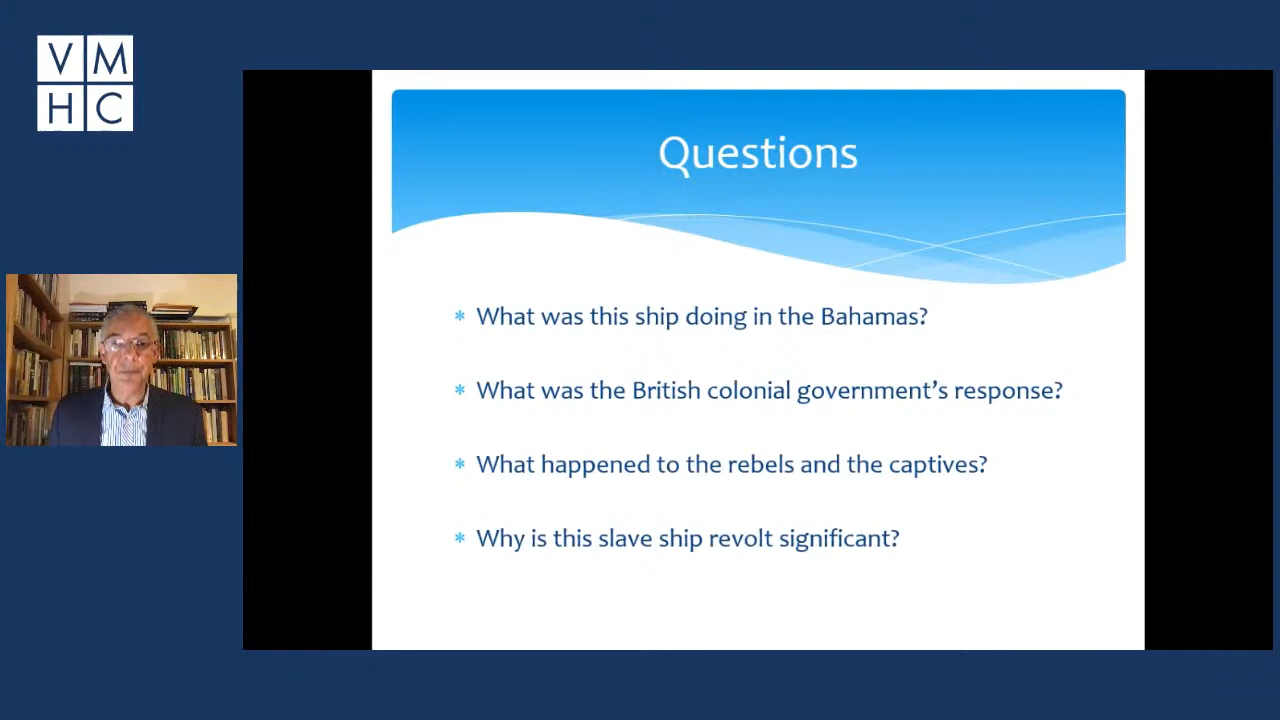 VM
HC
Questions
* What was this ship doing in the Bahamas?
* What was the British colonial government’s response?
* What happened to the rebels and the captives?
* Why is this slave ship revolt significant?